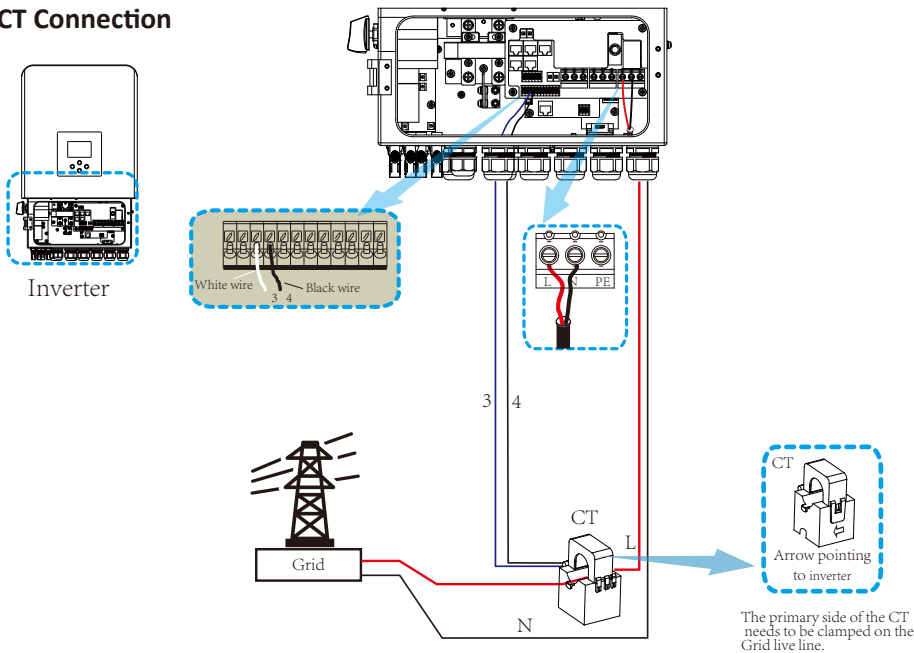 CT Connection
Inverter
White wire
Black wire
3 4
L N PE
3 4
CT
L
Grid
N
CT
Arrow pointing
to inverter
The primary side of the CT
needs to be clamped on the
Grid live line.